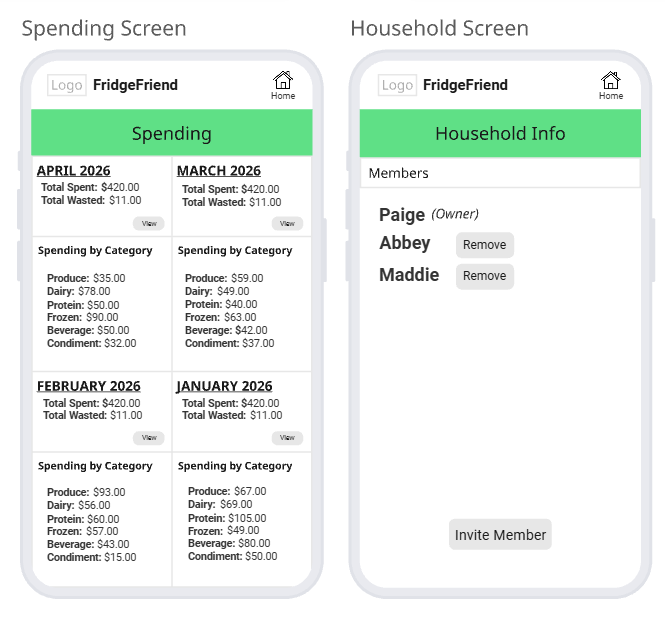 Spending Screen
Logo FridgeFriend
Home
Spending
APRIL 2026
Total Spent: $420.00
Total Wasted: $11.00
View
MARCH 2026
Total Spent: $420.00
Total Wasted: $11.00
View
Spending by Category
Produce: $35.00
Dairy: $78.00
Protein: $50.00
Frozen: $90.00
Beverage: $50.00
Condiment: $32.00
Spending by Category
Produce: $59.00
Dairy: $49.00
Protein: $40.00
Frozen: $63.00
Beverage: $42.00
Condiment: $37.00
FEBRUARY 2026
Total Spent: $420.00
Total Wasted: $11.00
View
JANUARY 2026
Total Spent: $420.00
Total Wasted: $11.00
View
Spending by Category
Produce: $93.00
Dairy: $56.00
Protein: $60.00
Frozen: $57.00
Beverage: $43.00
Condiment: $15.00
Spending by Category
Produce: $67.00
Dairy: $69.00
Protein: $105.00
Frozen: $49.00
Beverage: $80.00
Condiment: $50.00
Household Screen
Logo FridgeFriend
Home
Household Info
Members
Paige (Owner)
Abbey Remove
Maddie Remove
Invite Member